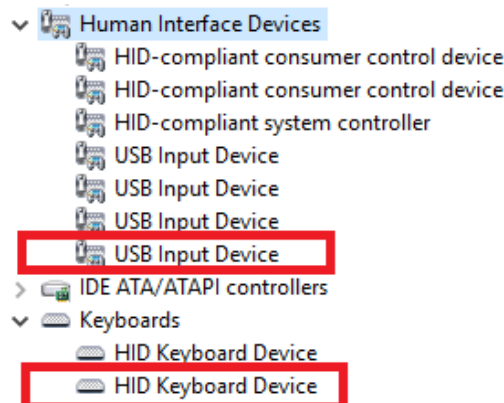 Human Interface Devices
HID-compliant consumer control device
HID-compliant consumer control device
HID-compliant system controller
USB Input Device
USB Input Device
USB Input Device
USB Input Device
IDE ATA/ATAPI controllers
Keyboards
HID Keyboard Device
HID Keyboard Device